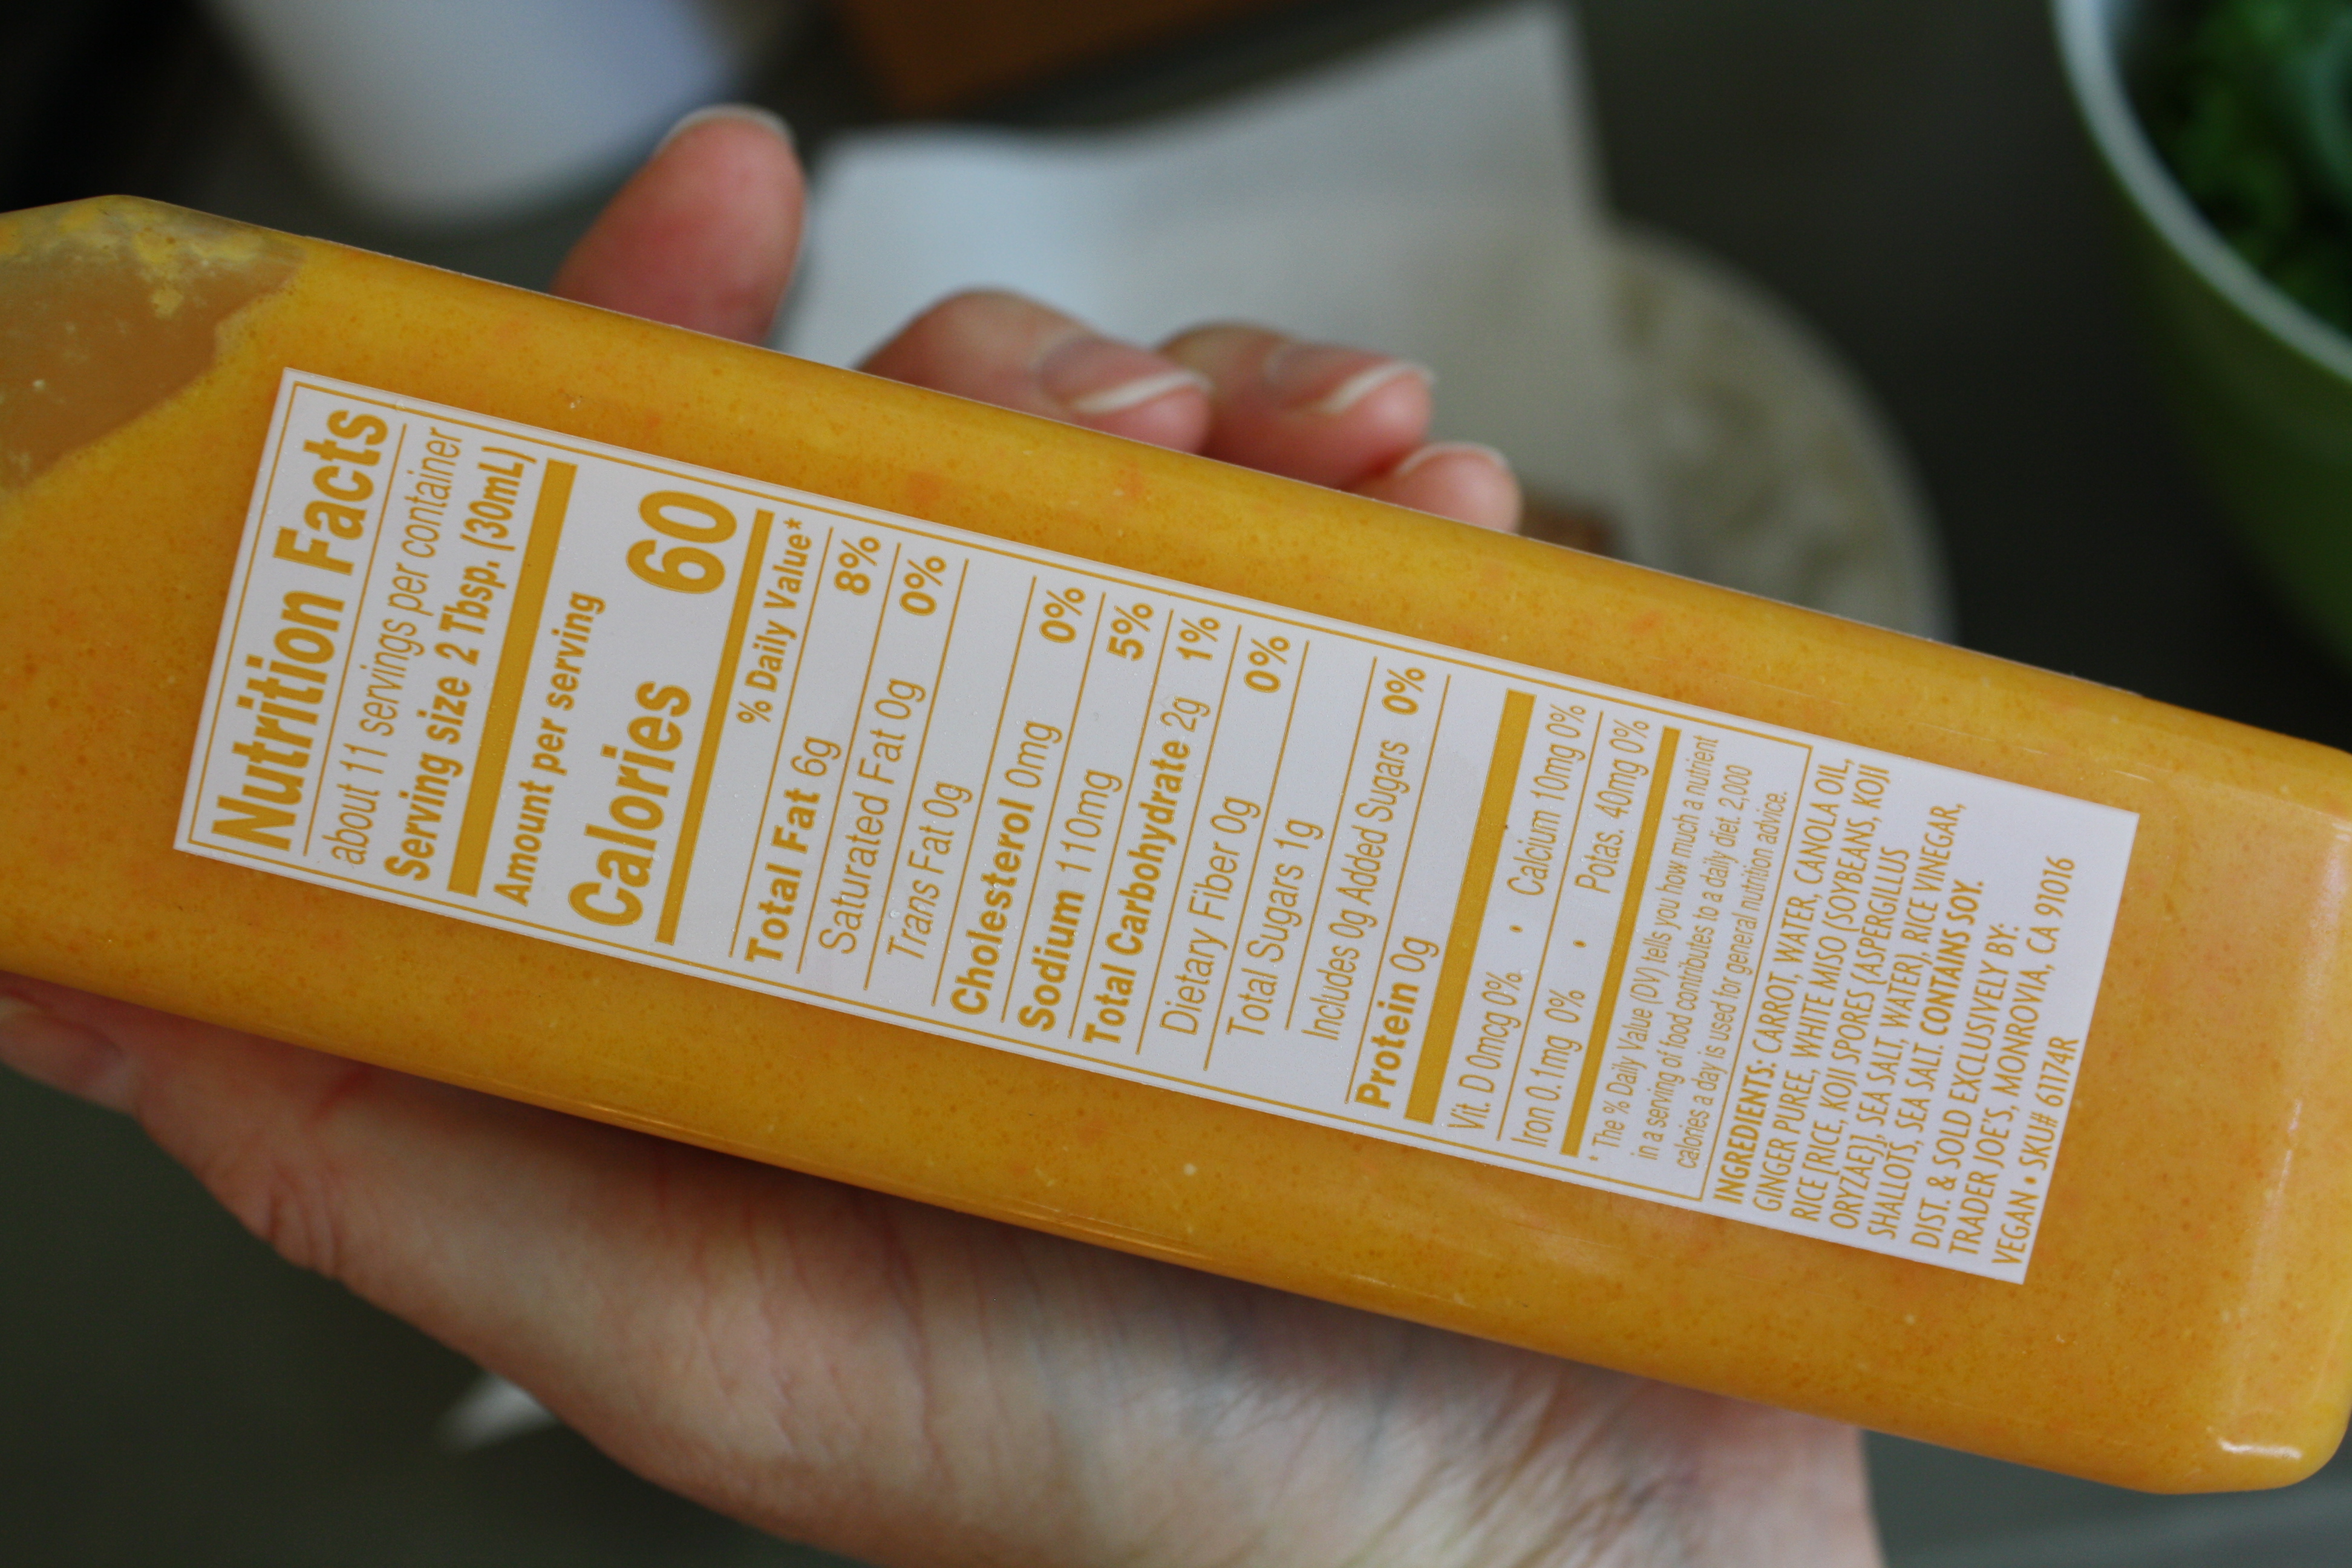 Nutrition Facts
about 11 servings per container
Serving size 2 Tbsp. (30mL)
Amount per serving
Calories 60
% Daily Value*
Total Fat 6g 8%
Saturated Fat 0g 0%
Trans Fat 0g
Cholesterol 0mg 0%
Sodium 110mg 5%
Total Carbohydrate 2g 1%
Dietary Fiber 0g 0%
Total Sugars 1g
Includes 0g Added Sugars 0%
Protein 0g
Vit. D 0mcg 0% • Calcium 10mg 0%
Iron 0.1mg 0% • Potas. 40mg 0%
* The % Daily Value (DV) tells you how much a nutrient
in a serving of food contributes to a daily diet. 2,000
calories a day is used for general nutrition advice.
INGREDIENTS: CARROT, WATER, CANOLA OIL,
GINGER PUREE, WHITE MISO (SOYBEANS, KOJI
RICE [RICE, KOJI SPORES (ASPERGILLUS
ORYZAE)], SEA SALT, WATER), RICE VINEGAR,
SHALLOTS, SEA SALT. CONTAINS SOY.
DIST. & SOLD EXCLUSIVELY BY:
TRADER JOE'S, MONROVIA, CA 91016
VEGAN • SKU# 6174R